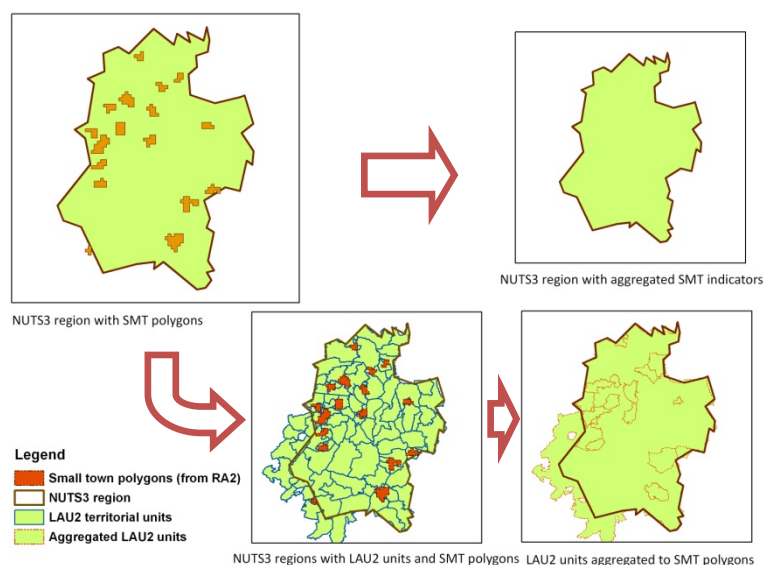 NUTS3 region with SMT polygons
NUTS3 region with aggregated SMT indicators
Legend
Small town polygons (from RA2)
NUTS3 region
LAU2 territorial units
Aggregated LAU2 units
NUTS3 regions with LAU2 units and SMT polygons
LAU2 units aggregated to SMT polygons